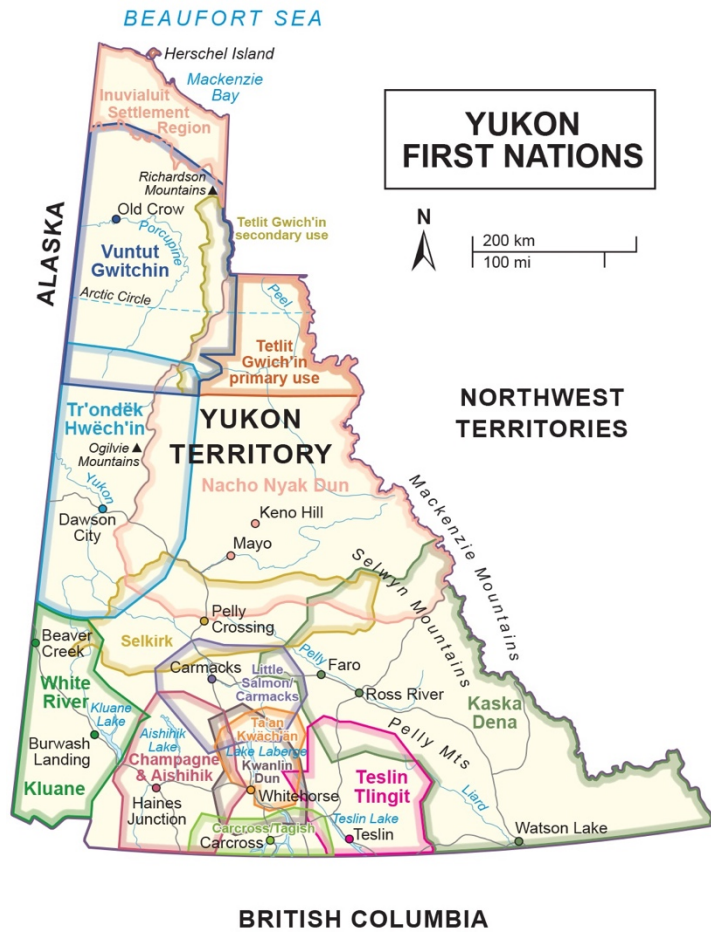 BEAUFORT SEA
Herschel Island
Mackenzie
Bay
Inuvialuit
Settlement
Region
YUKON
FIRST NATIONS
Richardson
Mountains
Old Crow
Porcupine
Tetlit Gwich'in
secondary use
N
200 km
100 mi
ALASKA
Vuntut
Gwitchin
Arctic Circle
Peel
Tetlit
Gwich'in
primary use
NORTHWEST
TERRITORIES
Tr'ondëk
Hwëch'in
YUKON
TERRITORY
Ogilvie
Mountains
Nacho Nyak Dun
Yukon
Dawson
City
Keno Hill
Mayo
Mackenzie Mountains
Selwyn Mountains
Pelly
Crossing
Selkirk
Beaver
Creek
Carmacks
Little
Salmon/
Carmacks
Pelly
Faro
Ross River
White
River
Kluane
Lake
Kaska
Dena
Aishihik
Lake
Ta'an
Kwäch'än
Lake Laberge
Pelly Mts
Burwash
Landing
Champagne
& Aishihik
Kwanlin
Dun
Teslin
Tlingit
Kluane
Haines
Junction
Whitehorse
Liard
Carcross/Tagish
Carcross
Teslin Lake
Teslin
Watson Lake
BRITISH COLUMBIA